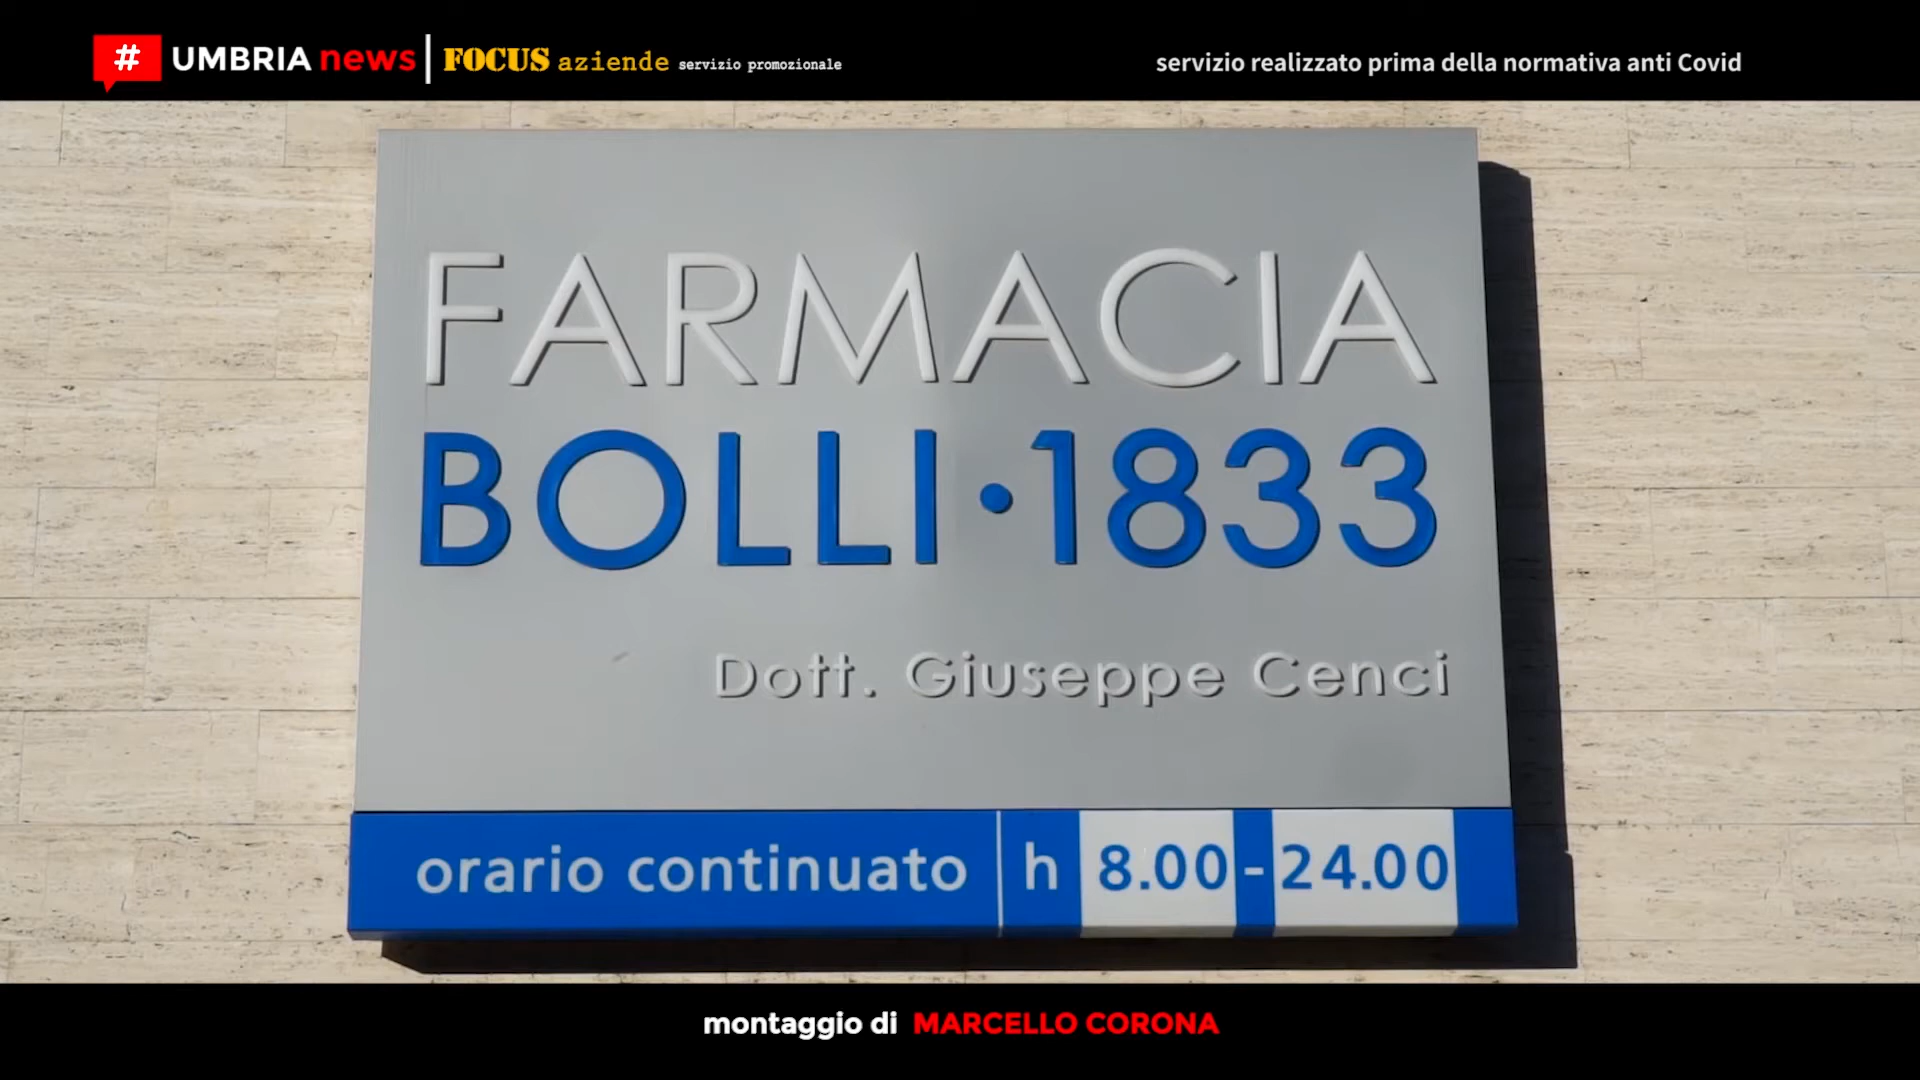 # UMBRIA news FOCUS aziende servizio promozionale
servizio realizzato prima della normativa anti Covid
FARMACIA
BOLLI•1833
Dott. Giuseppe Cenci
orario continuato h 8.00-24.00
montaggio di MARCELLO CORONA